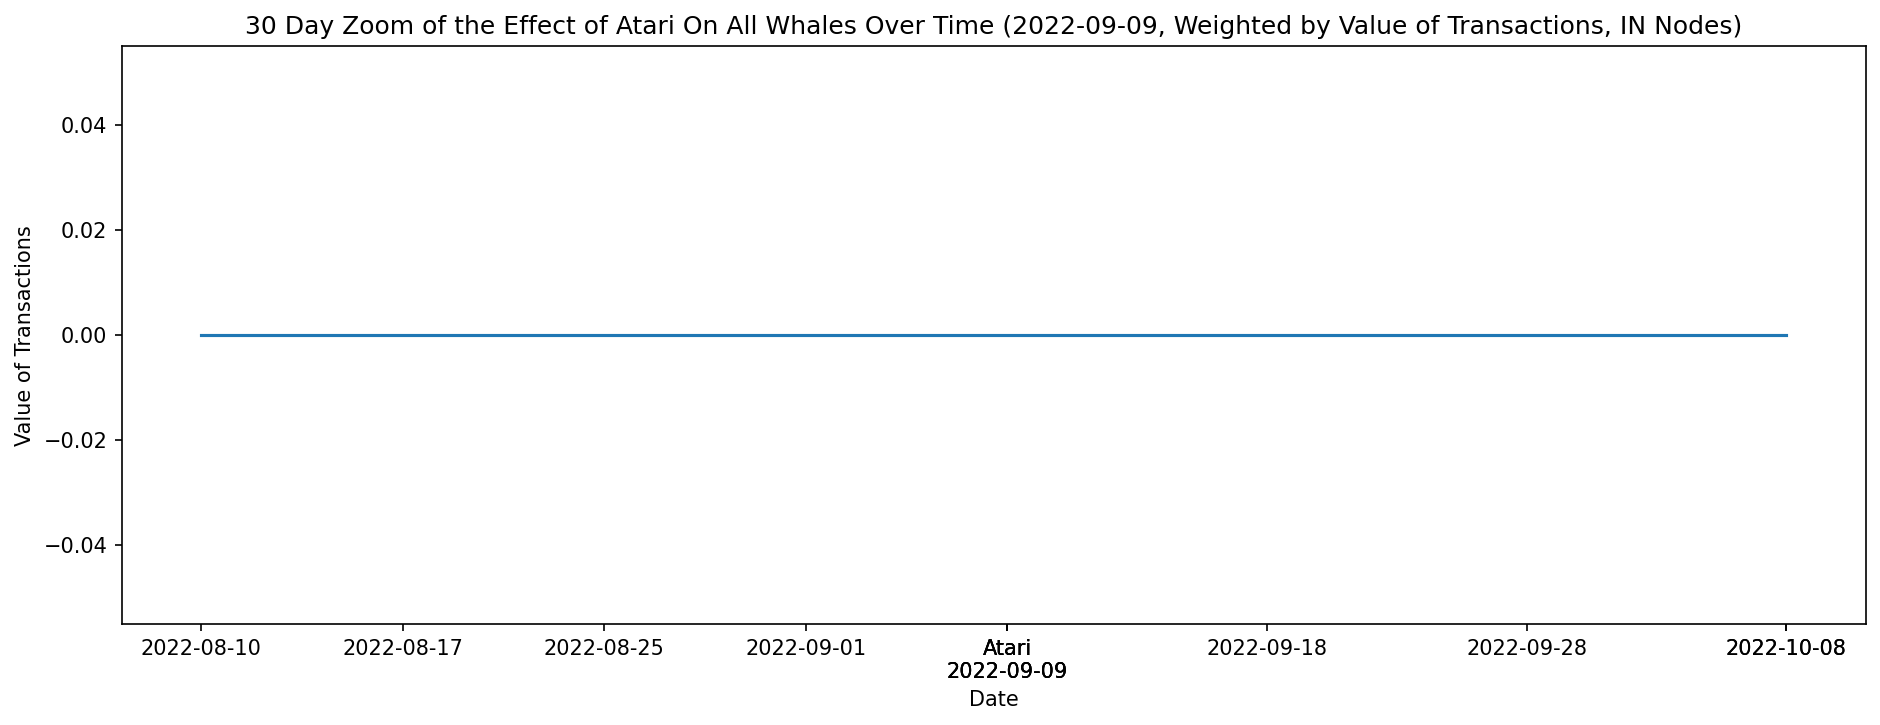 30 Day Zoom of the Effect of Atari On All Whales Over Time (2022-09-09, Weighted by Value of Transactions, IN Nodes)
Value of Transactions
0.04
0.02
0.00
−0.02
−0.04
2022-08-10 2022-08-17 2022-08-25 2022-09-01 Atari 2022-09-18 2022-09-28 2022-10-08
2022-09-09
Date